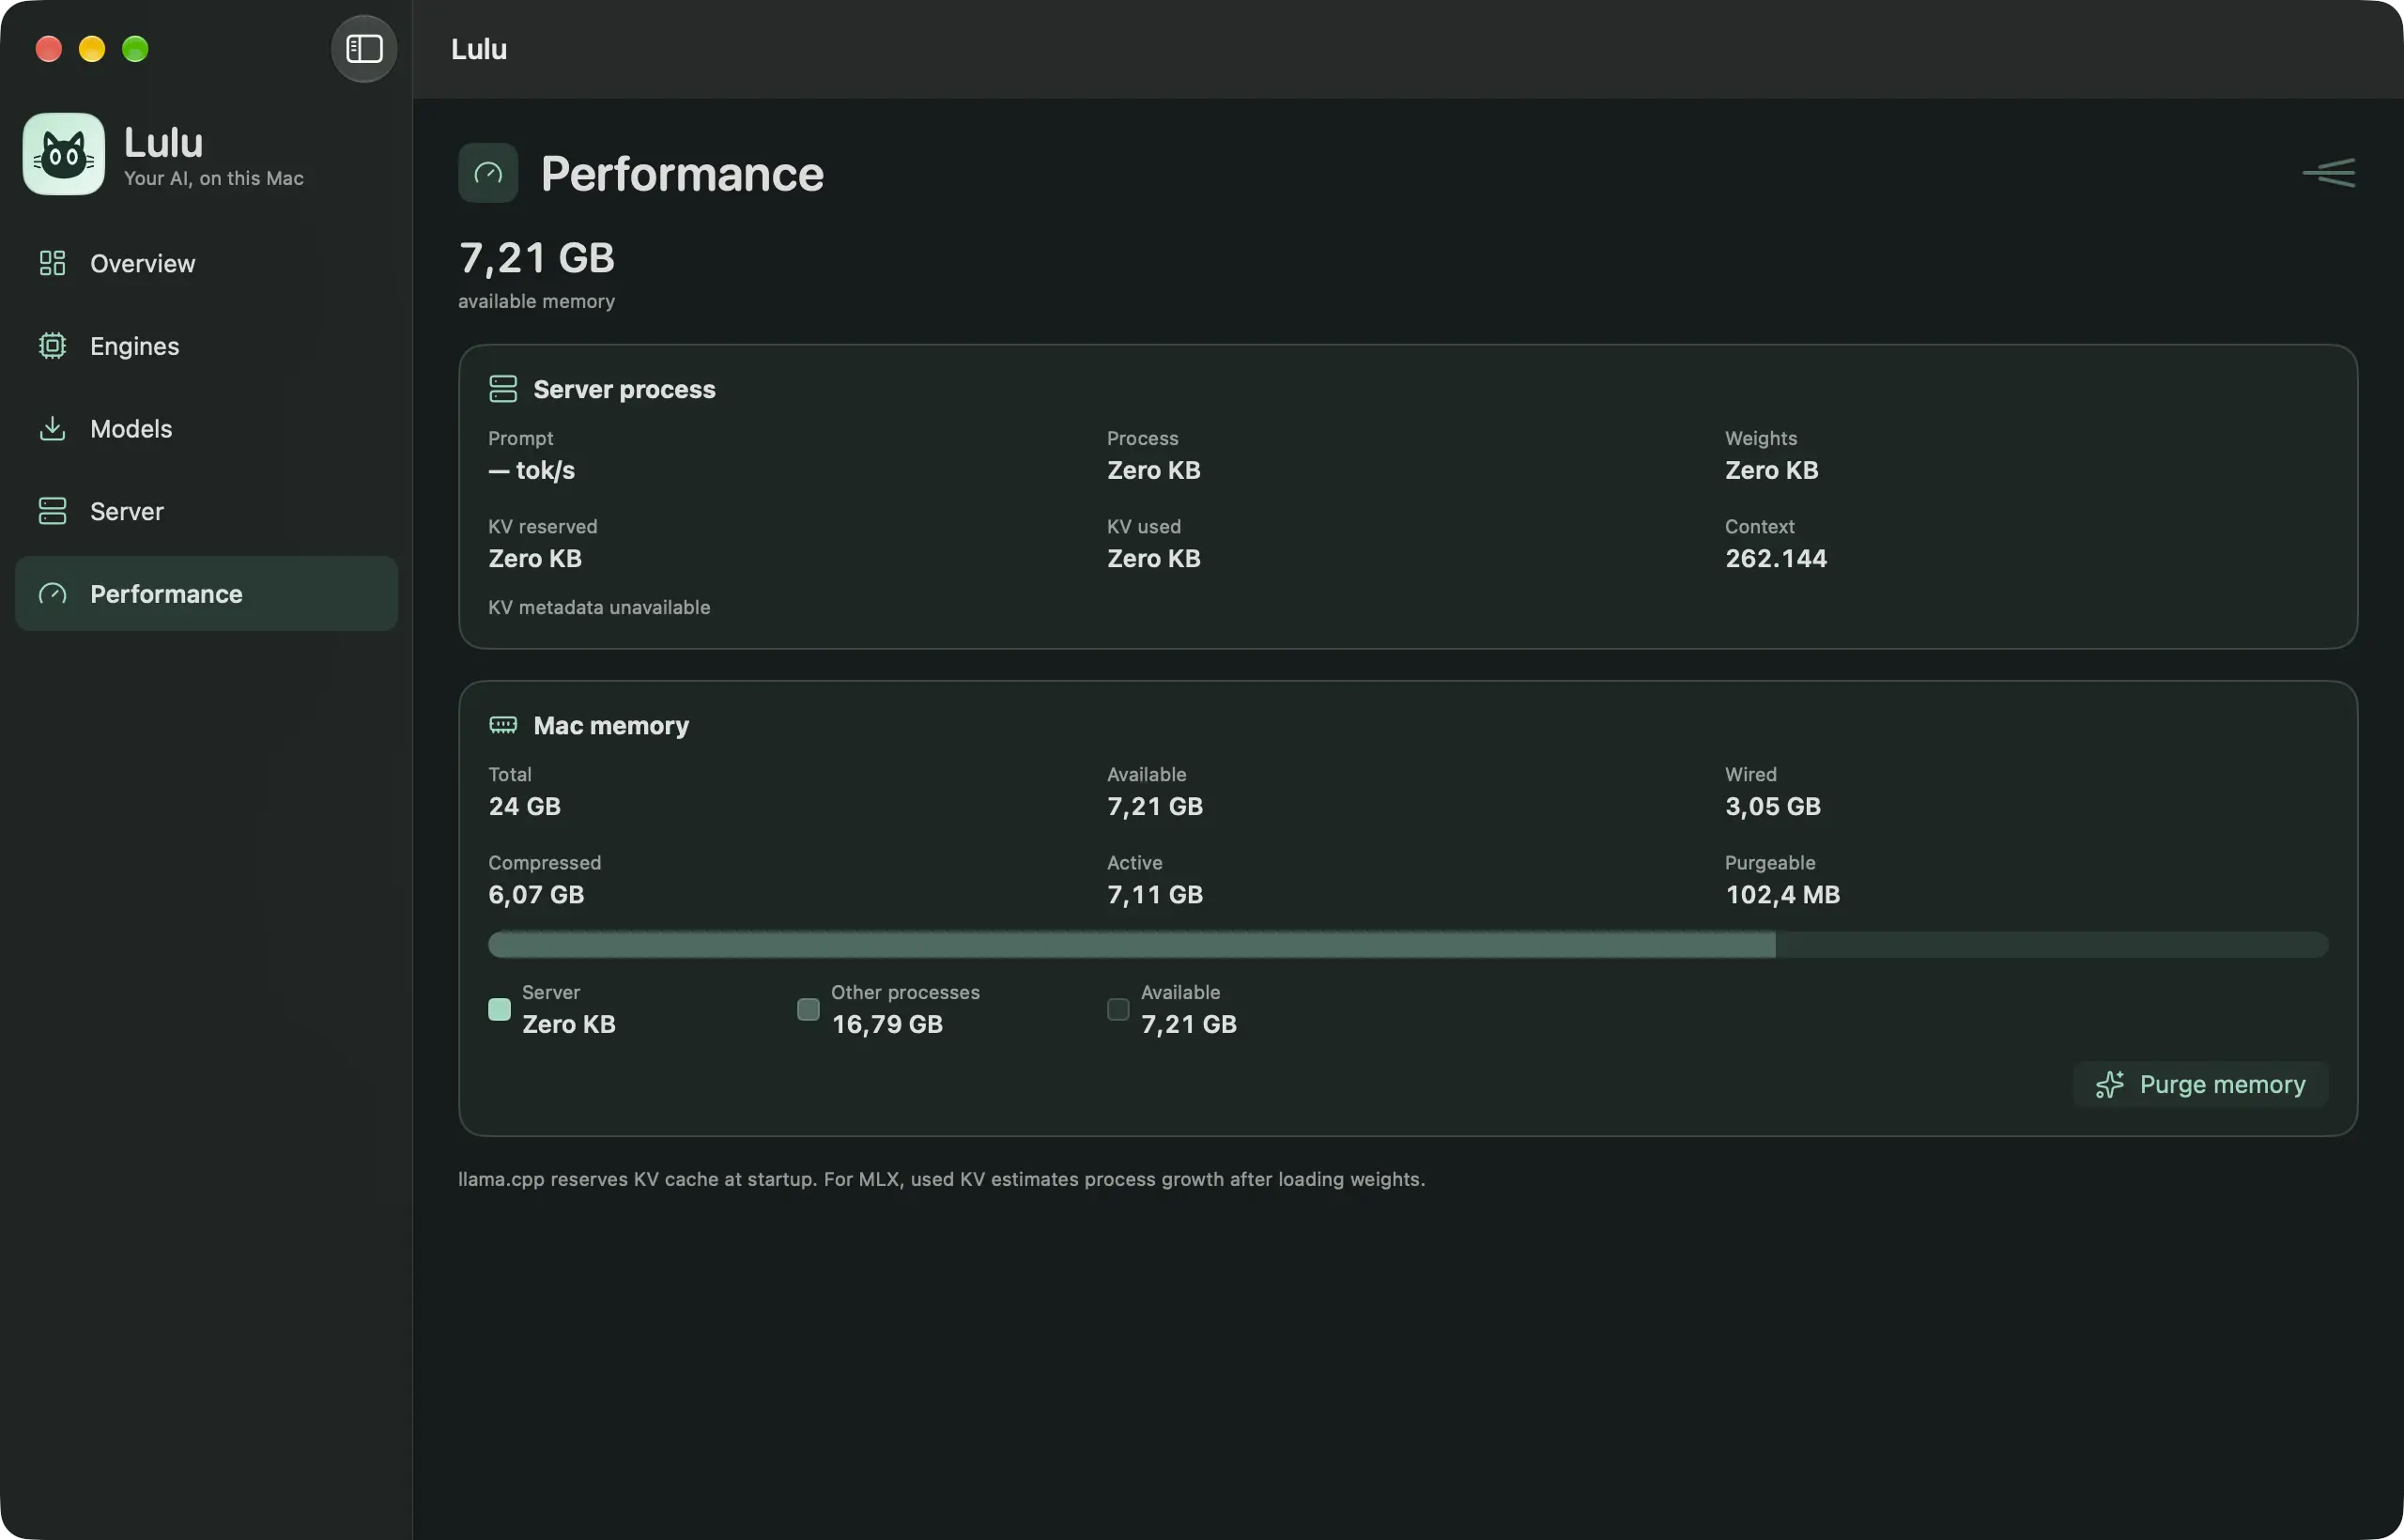 Lulu
Lulu
Your AI, on this Mac
Overview
Engines
Models
Server
Performance
Performance
7,21 GB
available memory
Server process
Prompt
— tok/s
Process
Zero KB
Weights
Zero KB
KV reserved
Zero KB
KV used
Zero KB
Context
262.144
KV metadata unavailable
Mac memory
Total
24 GB
Available
7,21 GB
Wired
3,05 GB
Compressed
6,07 GB
Active
7,11 GB
Purgeable
102,4 MB
Server
Zero KB
Other processes
16,79 GB
Available
7,21 GB
Purge memory
llama.cpp reserves KV cache at startup. For MLX, used KV estimates process growth after loading weights.